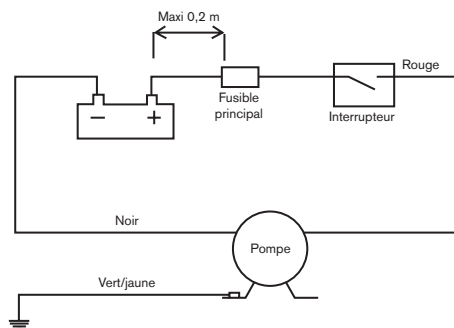 Maxi 0,2 m
Rouge
Fusible
principal
Interrupteur
− +
Noir
Pompe
Vert/jaune